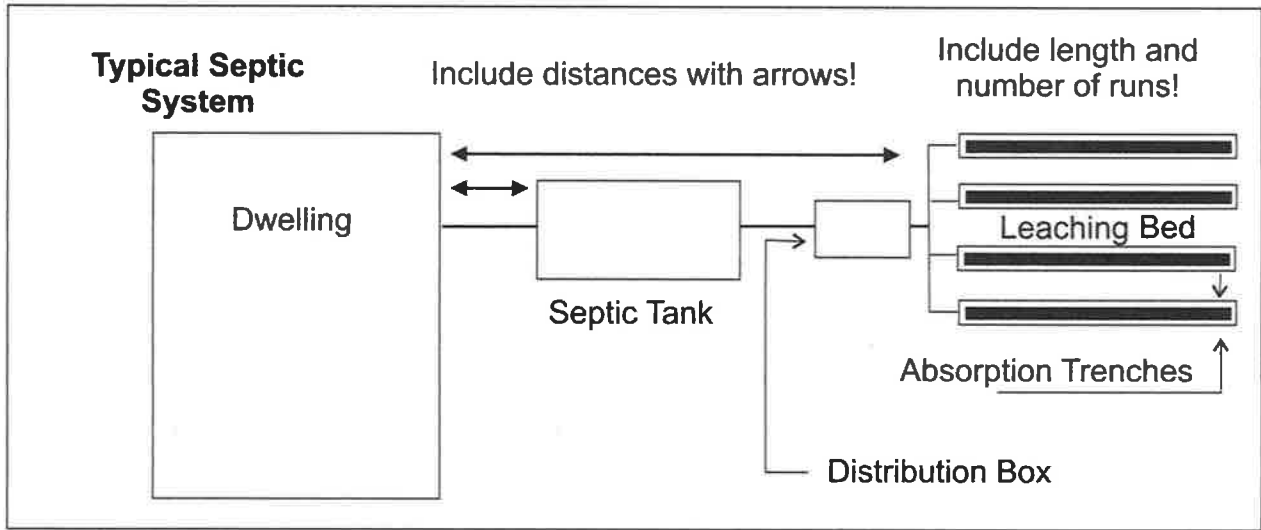 Typical Septic
System
Include distances with arrows!
Include length and
number of runs!
Dwelling
Septic Tank
Leaching Bed
Absorption Trenches
Distribution Box